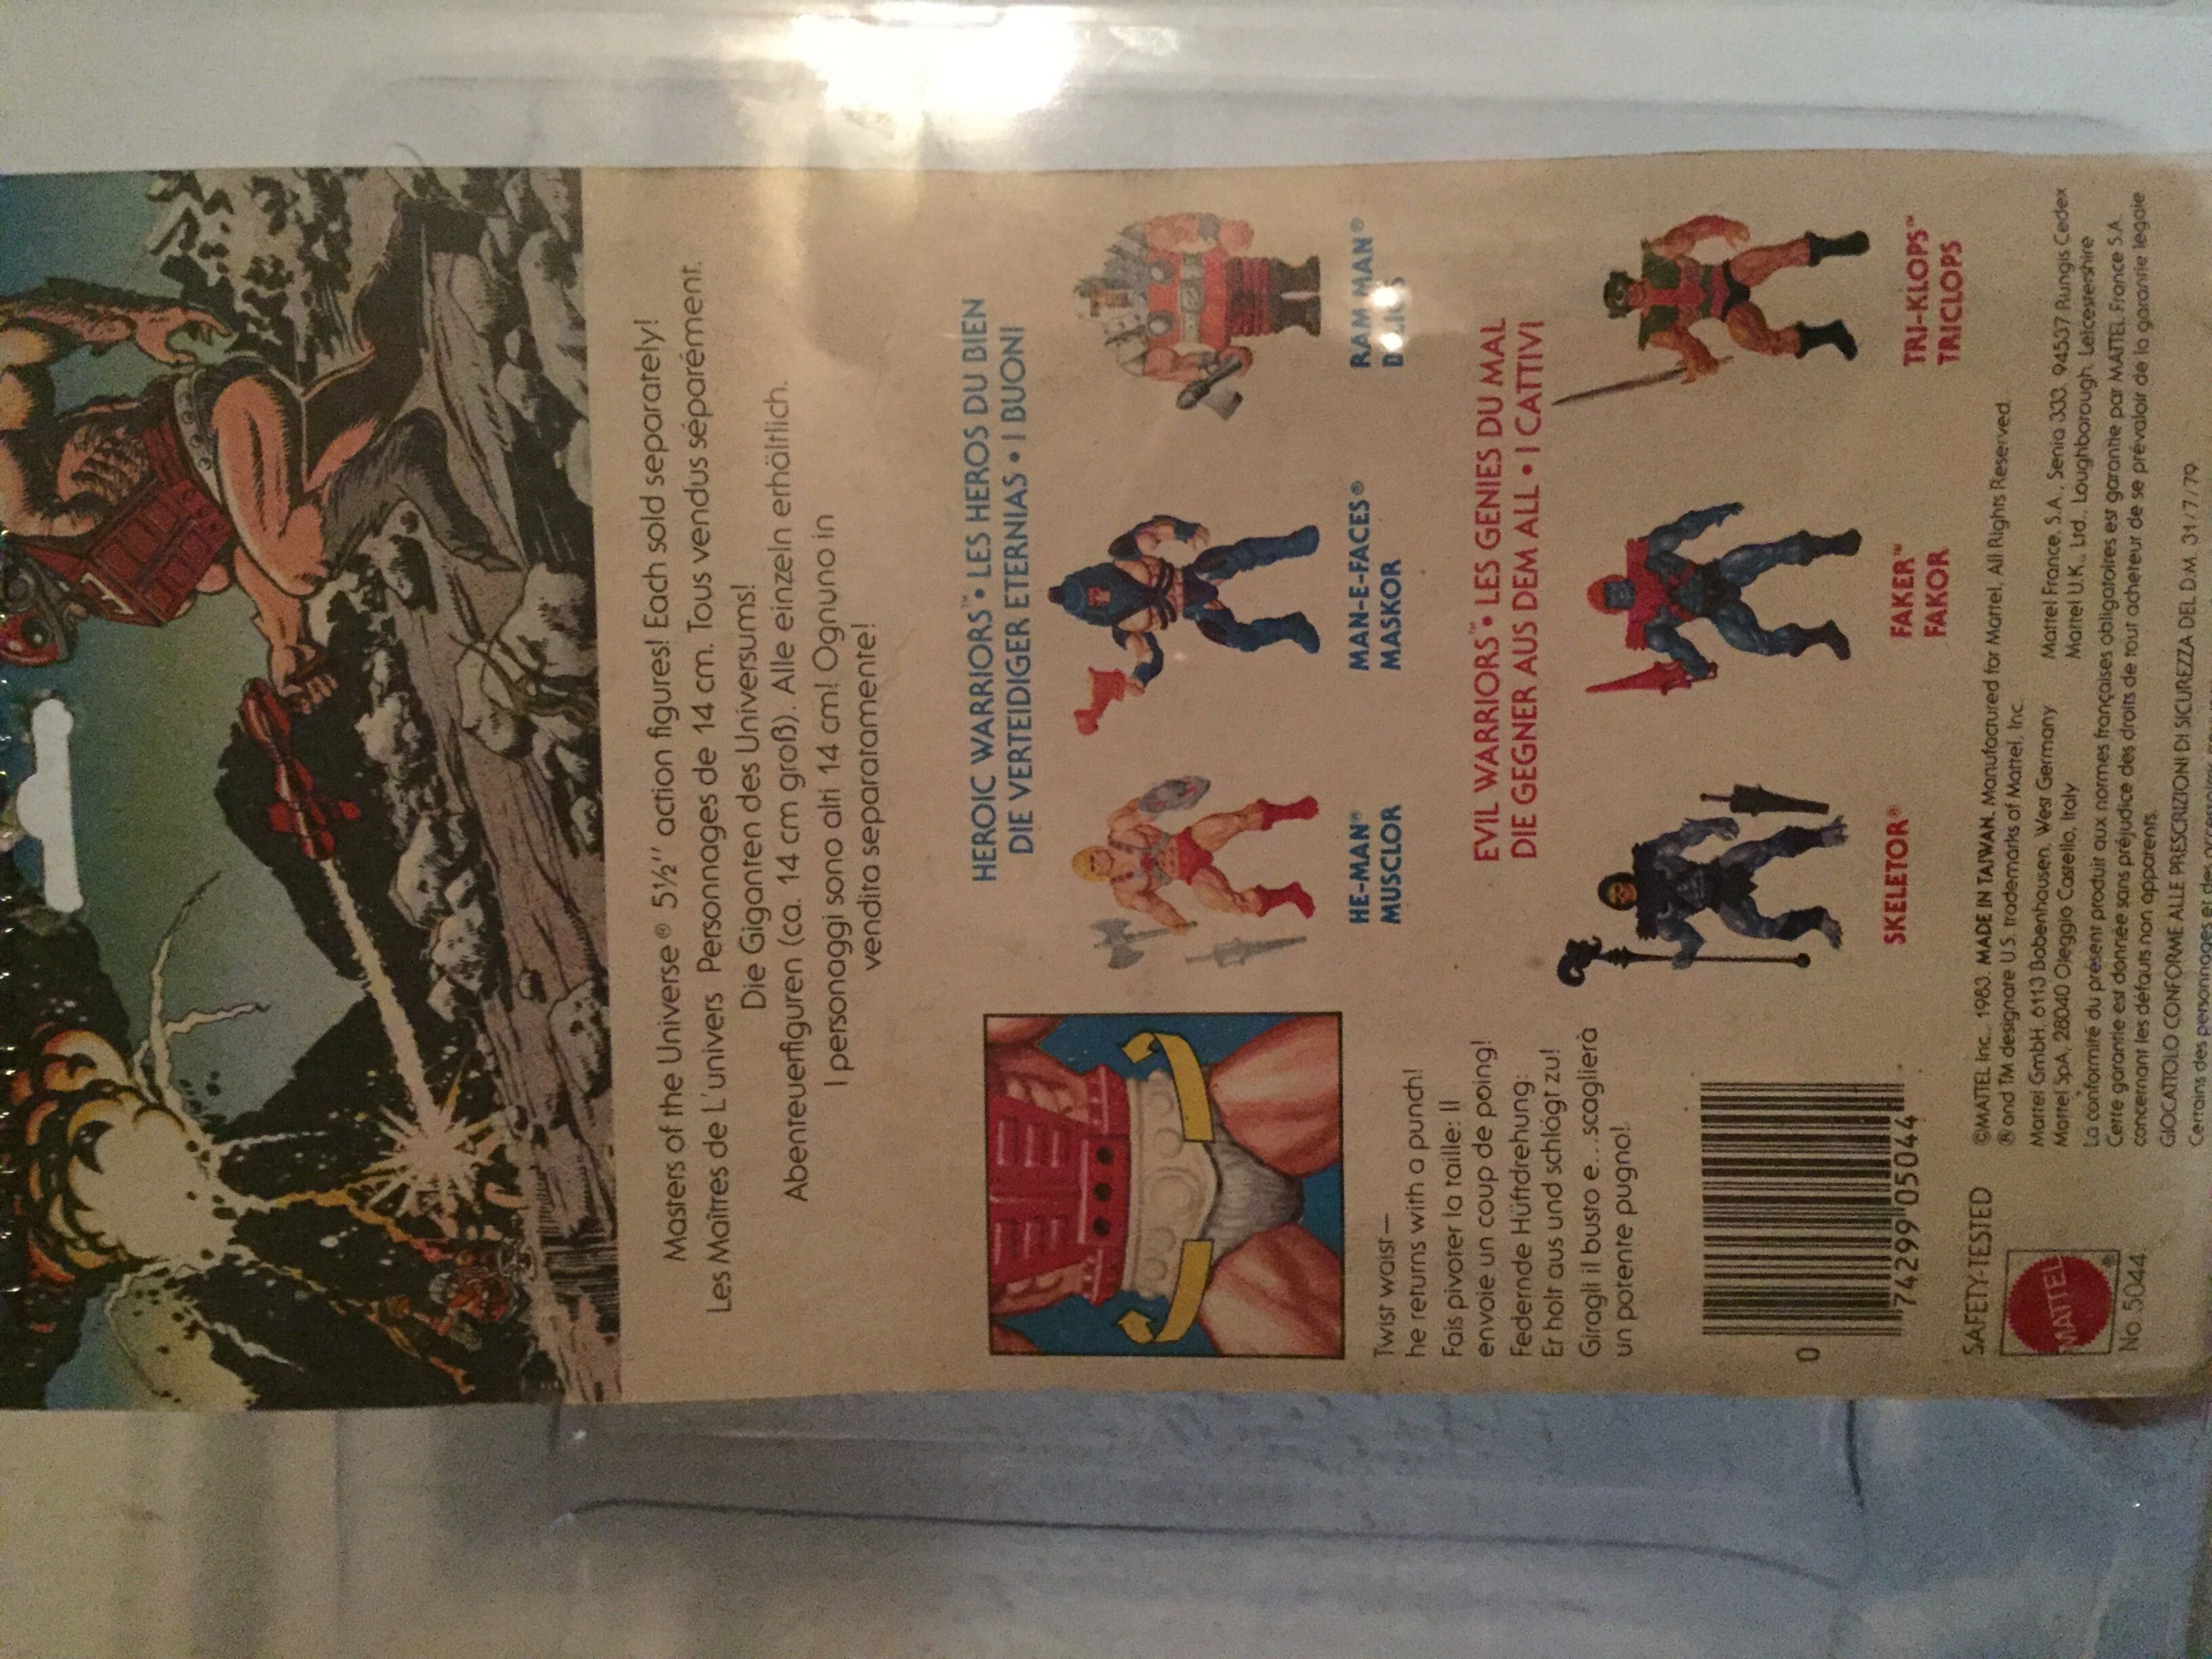 Masters of the Universe® 5½" action figures! Each sold separately!
Les Maîtres de L'univers Personnages de 14 cm. Tous vendus séparément.
Die Giganten des Universums!
Abenteuerfiguren (ca. 14 cm groß). Alle einzeln erhältlich.
I personaggi sono alti 14 cm! Ognuno in
vendita separatamente!
HEROIC WARRIORS™ • LES HEROS DU BIEN
DIE VERTEIDIGER ETERNIAS • I BUONI
HE-MAN®
MUSCLOR
MAN-E-FACES®
MASKOR
RAM MAN®
Twist waist—
he returns with a punch!
Fais pivoter la taille: Il
envoie un coup de poing!
Federnde Hüftdrehung:
Er holt aus und schlägt zu!
Giragli il busto e...scaglierà
un potente pugno!
EVIL WARRIORS™ • LES GENIES DU MAL
DIE GEGNER AUS DEM ALL • I CATTIVI
SKELETOR®
FAKER™
FAKOR
TRI-KLOPS™
TRICLOPS
0 74299 05044
SAFETY-TESTED
MATTEL®
No. 5044
©MATTEL Inc., 1983. MADE IN TAIWAN. Manufactured for Mattel. All Rights Reserved.
® and TM designate U.S. trademarks of Mattel, Inc.
Mattel GmbH, 6113 Babenhausen, West Germany Mattel France, S.A., Senia 333, 94537 Rungis Cedex
Mattel SpA, 28040 Oleggio Castello, Italy Mattel U.K., Ltd., Loughborough, Leicestershire
La conformité du présent produit aux normes françaises obligatoires est garantie par MATTEL France S.A.
Cette garantie est donnée sans préjudice des droits de tout acheteur de se prévaloir de la garantie légale
concernant les défauts non apparents.
GIOCATTOLO CONFORME ALLE PRESCRIZIONI DI SICUREZZA DEL D.M. 31/7/79.
Certains des personnages et des